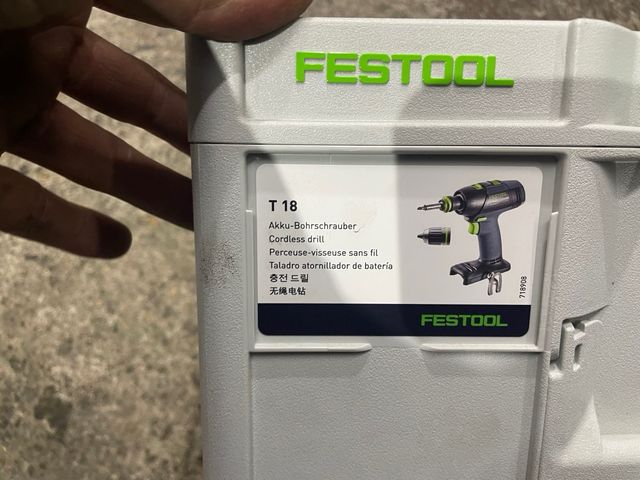 FESTOOL
T 18
Akku-Bohrschrauber
Cordless drill
Perceuse-visseuse sans fil
Taladro atornillador de batería
충전 드릴
无绳电钻
718908
FESTOOL